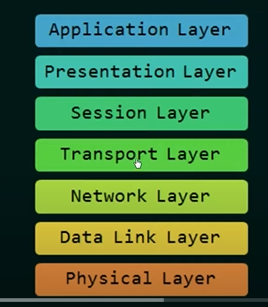 Application Layer
Presentation Layer
Session Layer
Transport Layer
Network Layer
Data Link Layer
Physical Layer